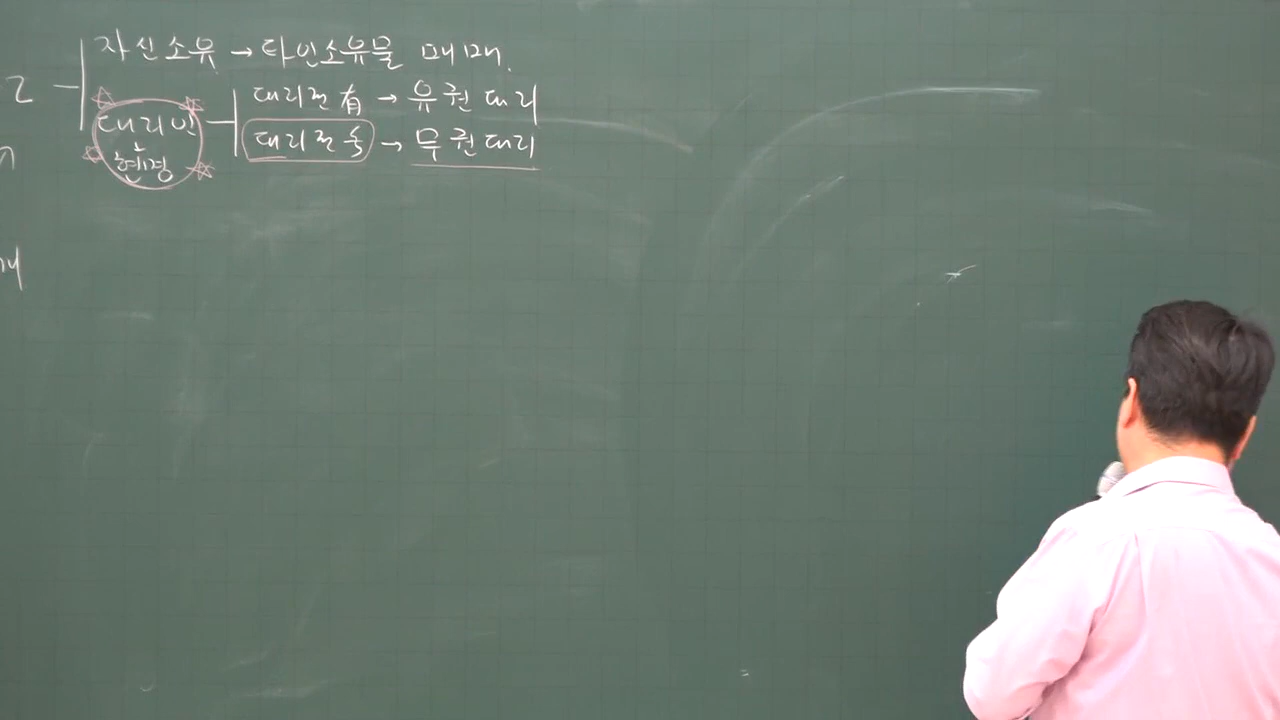 자신소유 → 타인소유물 매매.
대리권 有 → 유권대리
대리인
대리권 축 → 무권대리
현명